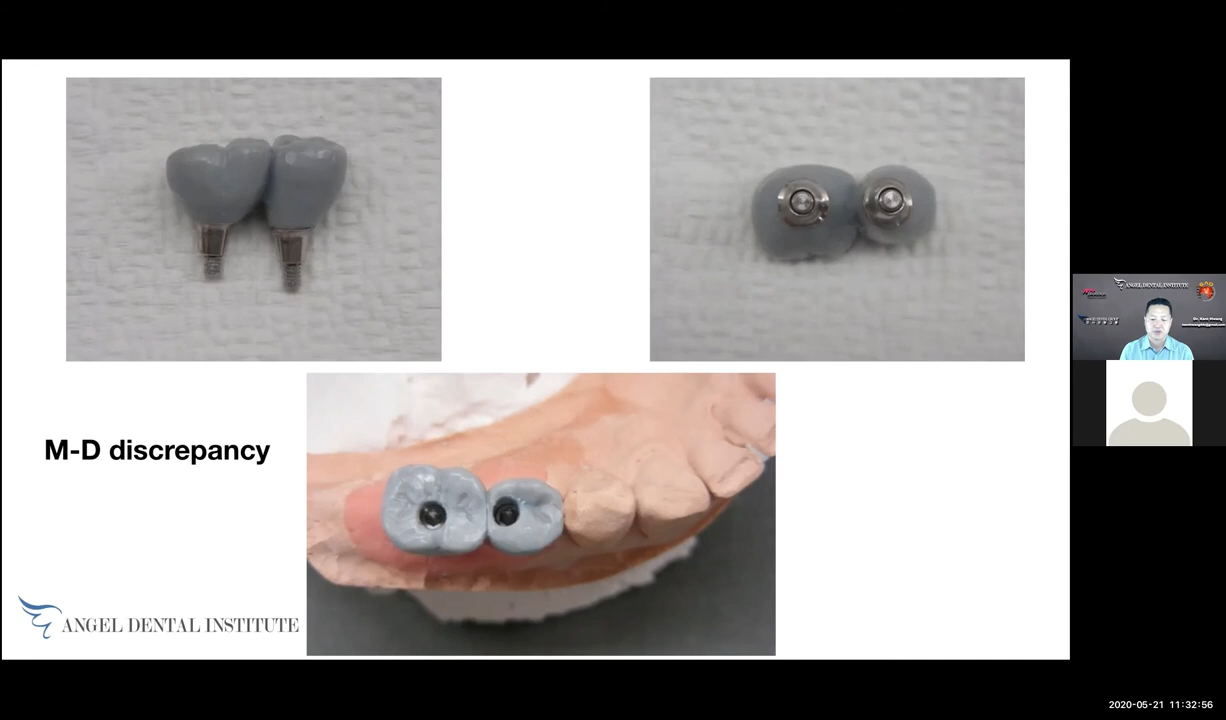 M-D discrepancy
ANGEL DENTAL INSTITUTE
ANGEL DENTAL INSTITUTE
2020-05-21 11:32:56